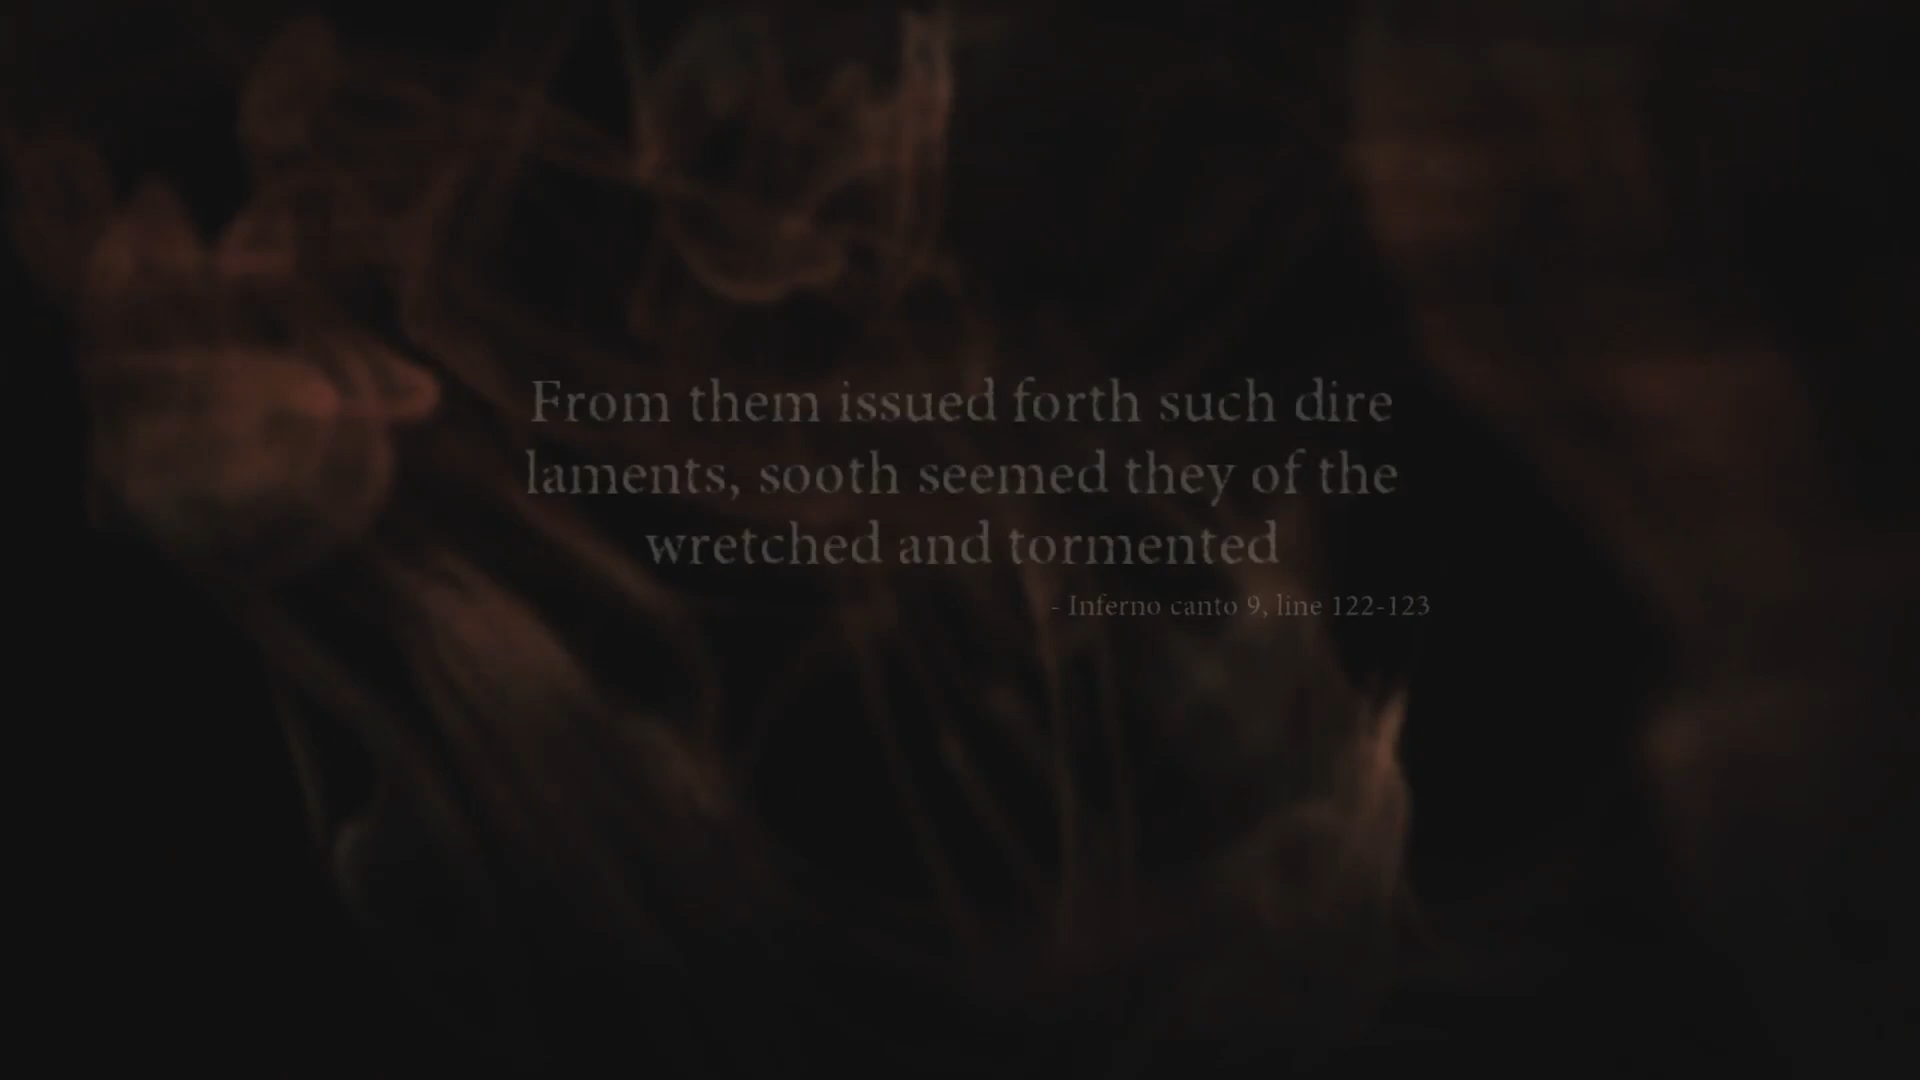 From them issued forth such dire
laments, sooth seemed they of the
wretched and tormented
- Inferno canto 9, line 122-123